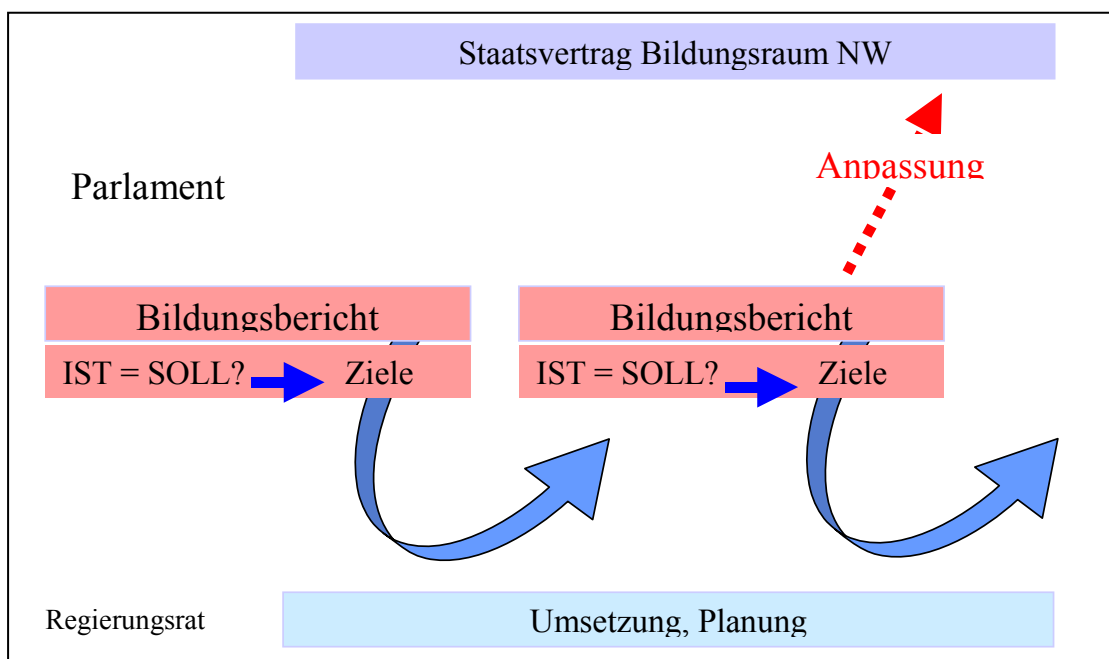 Staatsvertrag Bildungsraum NW
Anpassung
Parlament
Bildungsbericht
IST = SOLL? Ziele
Bildungsbericht
IST = SOLL? Ziele
Regierungsrat
Umsetzung, Planung